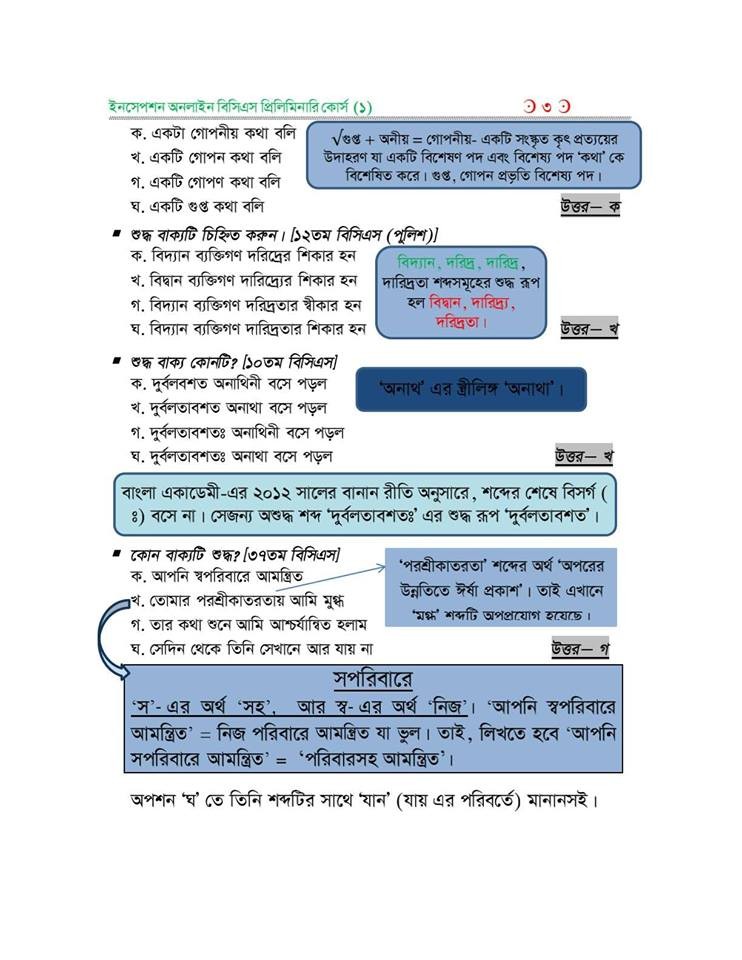 ইনসেপশন অনলাইন বিসিএস প্রিলিমিনারি কোর্স (১)
৩
ক. একটা গোপনীয় কথা বলি
খ. একটি গোপন কথা বলি
গ. একটি গোপণ কথা বলি
ঘ. একটি গুপ্ত কথা বলি
√গুপ্ত + অনীয় = গোপনীয়- একটি সংস্কৃত কৃৎ প্রত্যয়ের
উদাহরণ যা একটি বিশেষণ পদ এবং বিশেষ্য পদ ‘কথা’ কে
বিশেষিত করে। গুপ্ত, গোপন প্রভৃতি বিশেষ্য পদ।
উত্তর– ক
▪ শুদ্ধ বাক্যটি চিহ্নিত করুন। [১২তম বিসিএস (পুলিশ)]
ক. বিদ্যান ব্যক্তিগণ দরিদ্রের শিকার হন
খ. বিদ্বান ব্যক্তিগণ দারিদ্র্যের শিকার হন
গ. বিদ্যান ব্যক্তিগণ দরিদ্রতার স্বীকার হন
ঘ. বিদ্যান ব্যক্তিগণ দারিদ্রতার শিকার হন
বিদ্যান, দরিদ্র, দারিদ্র,
দারিদ্রতা শব্দসমূহের শুদ্ধ রূপ
হল বিদ্বান, দারিদ্র্য,
দরিদ্রতা।
উত্তর– খ
▪ শুদ্ধ বাক্য কোনটি? [১০তম বিসিএস]
ক. দুর্বলবশত অনাথিনী বসে পড়ল
খ. দুর্বলতাবশত অনাথা বসে পড়ল
গ. দুর্বলতাবশতঃ অনাথিনী বসে পড়ল
ঘ. দুর্বলতাবশতঃ অনাথা বসে পড়ল
‘অনাথ’ এর স্ত্রীলিঙ্গ ‘অনাথা’।
উত্তর– খ
বাংলা একাডেমী-এর ২০১২ সালের বানান রীতি অনুসারে, শব্দের শেষে বিসর্গ (
ঃ) বসে না। সেজন্য অশুদ্ধ শব্দ ‘দুর্বলতাবশতঃ’ এর শুদ্ধ রূপ ‘দুর্বলতাবশত’।
▪ কোন বাক্যটি শুদ্ধ? [৩৭তম বিসিএস]
ক. আপনি স্বপরিবারে আমন্ত্রিত
খ. তোমার পরশ্রীকাতরতায় আমি মুগ্ধ
গ. তার কথা শুনে আমি আশ্চর্যান্বিত হলাম
ঘ. সেদিন থেকে তিনি সেখানে আর যায় না
‘পরশ্রীকাতরতা’ শব্দের অর্থ ‘অপরের
উন্নতিতে ঈর্ষা প্রকাশ’। তাই এখানে
‘মুগ্ধ’ শব্দটি অপপ্রয়োগ হয়েছে।
উত্তর– গ
সপরিবারে
‘স’- এর অর্থ ‘সহ’, আর স্ব- এর অর্থ ‘নিজ’। ‘আপনি স্বপরিবারে
আমন্ত্রিত’ = নিজ পরিবারে আমন্ত্রিত যা ভুল। তাই, লিখতে হবে ‘আপনি
সপরিবারে আমন্ত্রিত’ = ‘পরিবারসহ আমন্ত্রিত’।
অপশন ‘ঘ’ তে তিনি শব্দটির সাথে ‘যান’ (যায় এর পরিবর্তে) মানানসই।